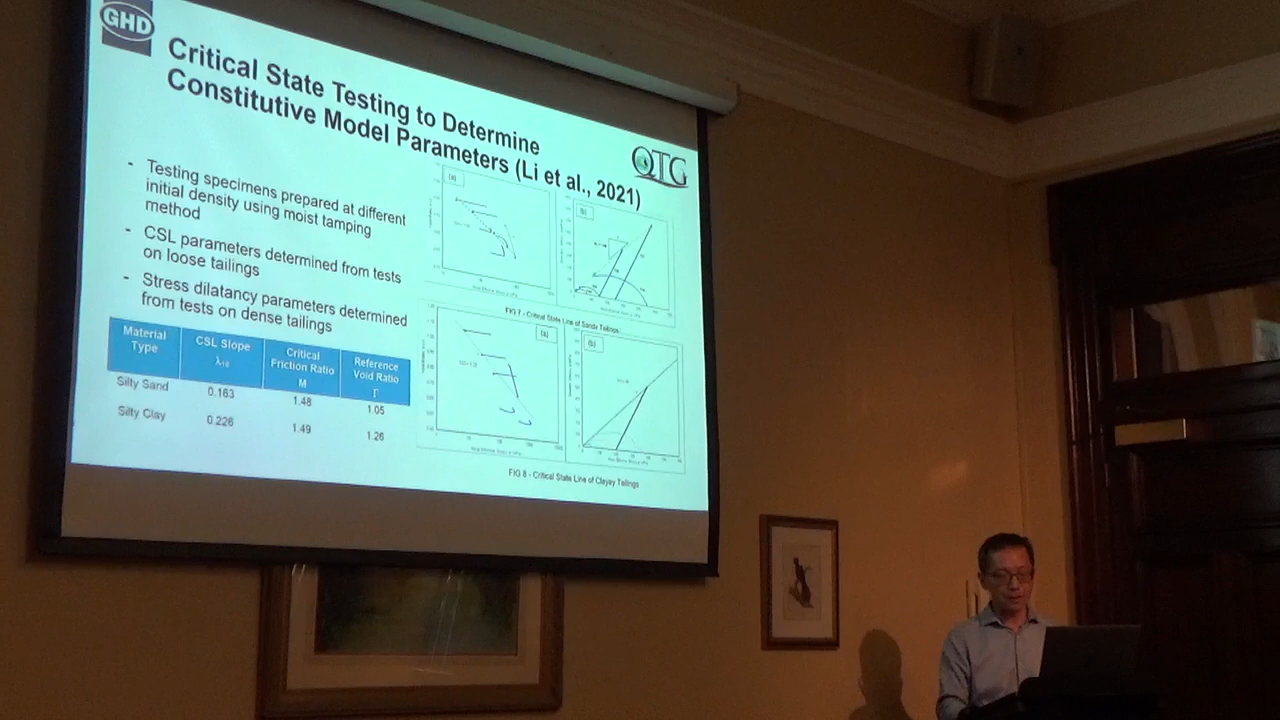 GHD
Critical State Testing to Determine
Constitutive Model Parameters (Li et al., 2021)
QTG
- Testing specimens prepared at different
initial density using moist tamping
method
- CSL parameters determined from tests
on loose tailings
- Stress dilatancy parameters determined
from tests on dense tailings
Material Type CSL Slope λ₁₀ Critical Friction Ratio M Reference Void Ratio Γ
Silty Sand 0.163 1.48 1.05
Silty Clay 0.226 1.49 1.26
(a)
(b)
FIG 7 - Critical State Line of Sandy Tailings
(a)
(b)
FIG 8 - Critical State Line of Clayey Tailings